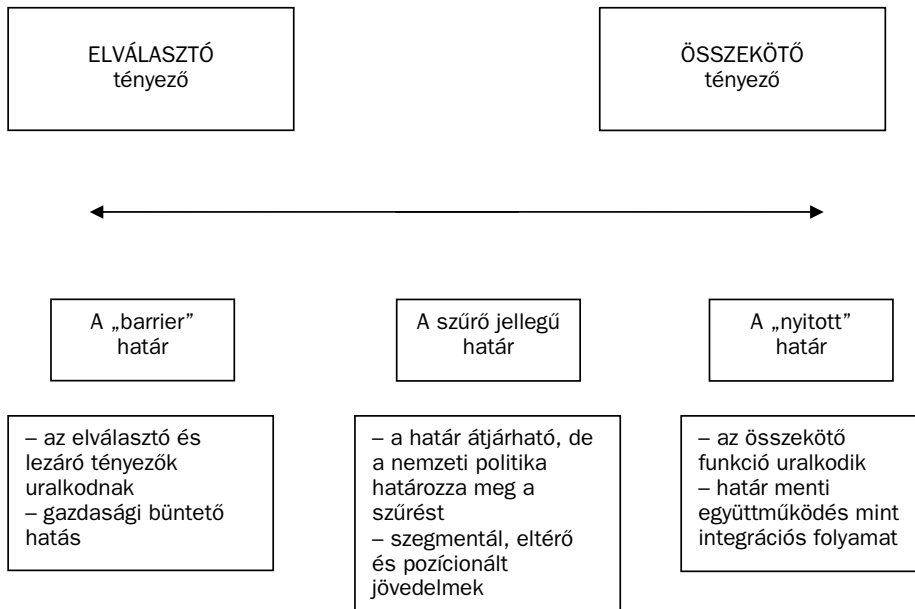 ELVÁLASZTÓ
tényező
ÖSSZEKÖTŐ
tényező
A „barrier”
határ
A szűrő jellegű
határ
A „nyitott”
határ
– az elválasztó és
lezáró tényezők
uralkodnak
– gazdasági büntető
hatás
– a határ átjárható, de
a nemzeti politika
határozza meg a
szűrést
– szegmentál, eltérő
és pozícionált
jövedelmek
– az összekötő
funkció uralkodik
– határ menti
együttműködés mint
integrációs folyamat